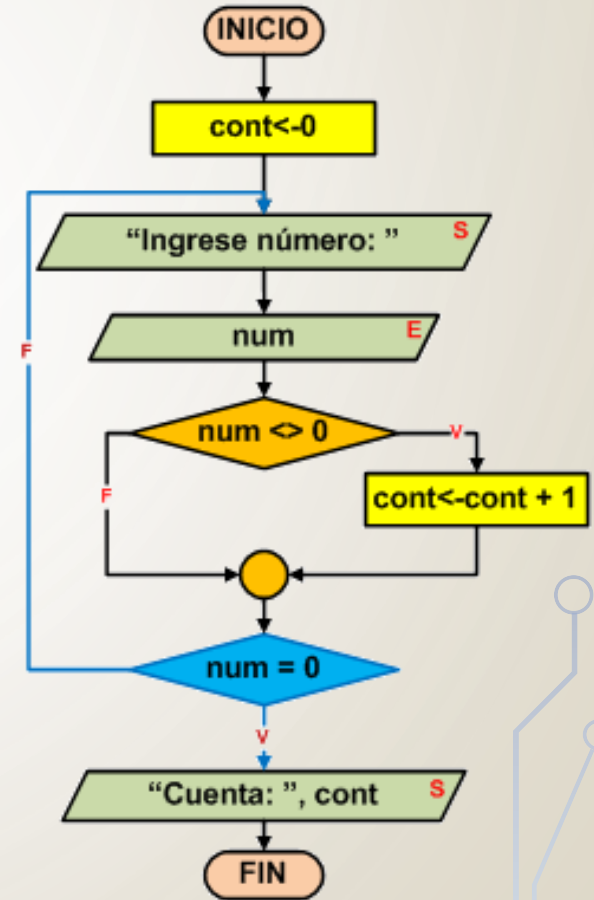 INICIO
cont<-0
“Ingrese número: ” S
num E
num <> 0
V
F
F
cont<-cont + 1
num = 0
V
“Cuenta: ”, cont S
FIN